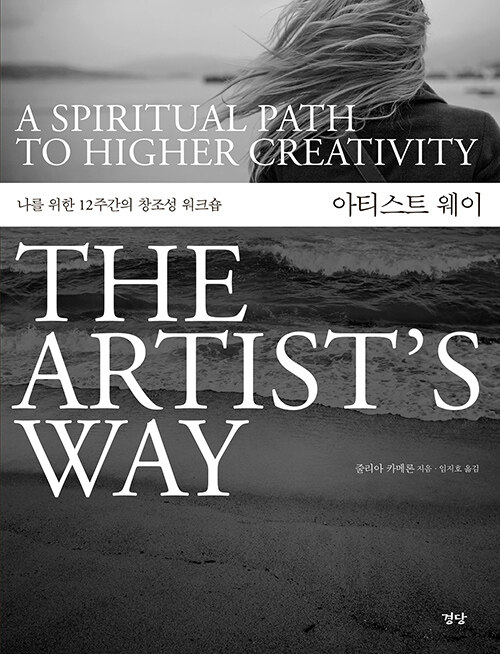 A SPIRITUAL PATH
TO HIGHER CREATIVITY
나를 위한 12주간의 창조성 워크숍
아티스트 웨이
THE
ARTIST'S
WAY
줄리아 카메론 지음 · 임지호 옮김
경당